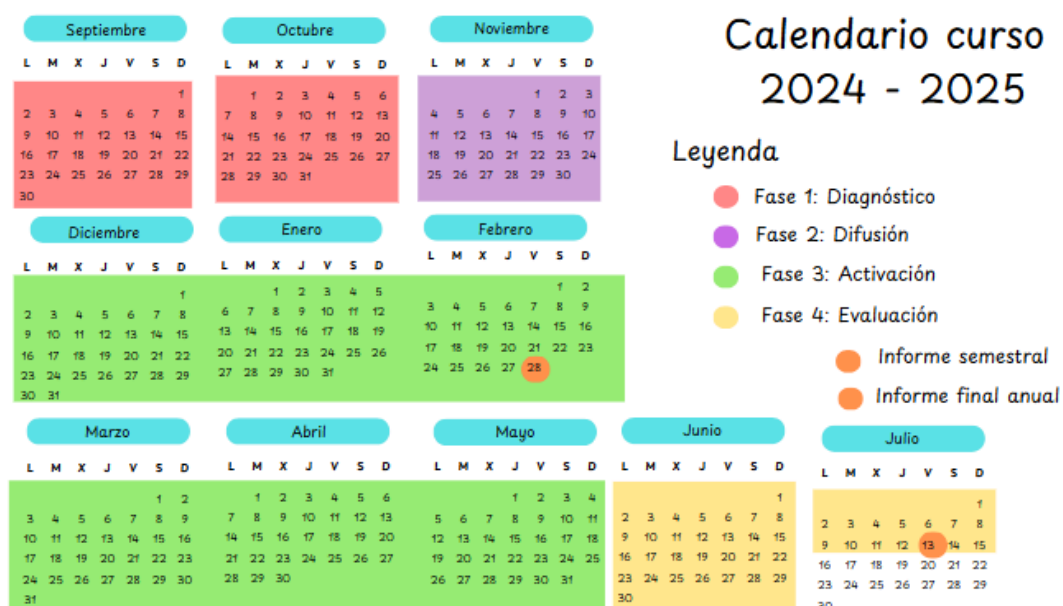 Calendario curso
2024 - 2025
Septiembre
L M X J V S D
1
2 3 4 5 6 7 8
9 10 11 12 13 14 15
16 17 18 19 20 21 22
23 24 25 26 27 28 29
30
Octubre
L M X J V S D
1 2 3 4 5 6
7 8 9 10 11 12 13
14 15 16 17 18 19 20
21 22 23 24 25 26 27
28 29 30 31
Noviembre
L M X J V S D
1 2 3
4 5 6 7 8 9 10
11 12 13 14 15 16 17
18 19 20 21 22 23 24
25 26 27 28 29 30
Leyenda
Fase 1: Diagnóstico
Fase 2: Difusión
Fase 3: Activación
Fase 4: Evaluación
Informe semestral
Informe final anual
Diciembre
L M X J V S D
1
2 3 4 5 6 7 8
9 10 11 12 13 14 15
16 17 18 19 20 21 22
23 24 25 26 27 28 29
30 31
Enero
L M X J V S D
1 2 3 4 5
6 7 8 9 10 11 12
13 14 15 16 17 18 19
20 21 22 23 24 25 26
27 28 29 30 31
Febrero
L M X J V S D
1 2
3 4 5 6 7 8 9
10 11 12 13 14 15 16
17 18 19 20 21 22 23
24 25 26 27 28
Marzo
L M X J V S D
1 2
3 4 5 6 7 8 9
10 11 12 13 14 15 16
17 18 19 20 21 22 23
24 25 26 27 28 29 30
31
Abril
L M X J V S D
1 2 3 4 5 6
7 8 9 10 11 12 13
14 15 16 17 18 19 20
21 22 23 24 25 26 27
28 29 30
Mayo
L M X J V S D
1 2 3 4
5 6 7 8 9 10 11
12 13 14 15 16 17 18
19 20 21 22 23 24 25
26 27 28 29 30 31
Junio
L M X J V S D
1
2 3 4 5 6 7 8
9 10 11 12 13 14 15
16 17 18 19 20 21 22
23 24 25 26 27 28 29
30
Julio
L M X J V S D
1
2 3 4 5 6 7 8
9 10 11 12 13 14 15
16 17 18 19 20 21 22
23 24 25 26 27 28 29
30